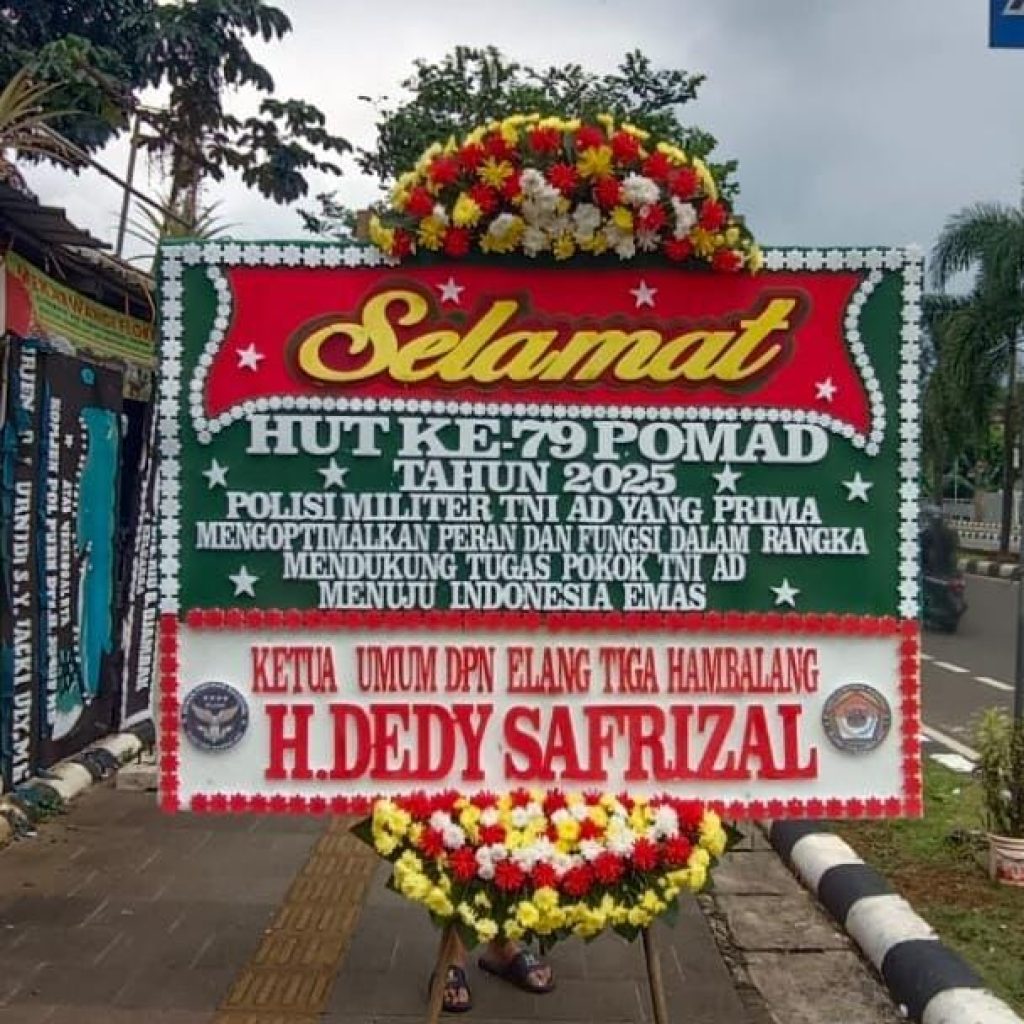 Selamat
HUT KE-79 POMAD
TAHUN 2025
POLISI MILITER TNI AD YANG PRIMA
MENGOPTIMALKAN PERAN DAN FUNGSI DALAM RANGKA
MENDUKUNG TUGAS POKOK TNI AD
MENUJU INDONESIA EMAS
KETUA UMUM DPN ELANG TIGA HAMBALANG
H.DEDY SAFRIZAL